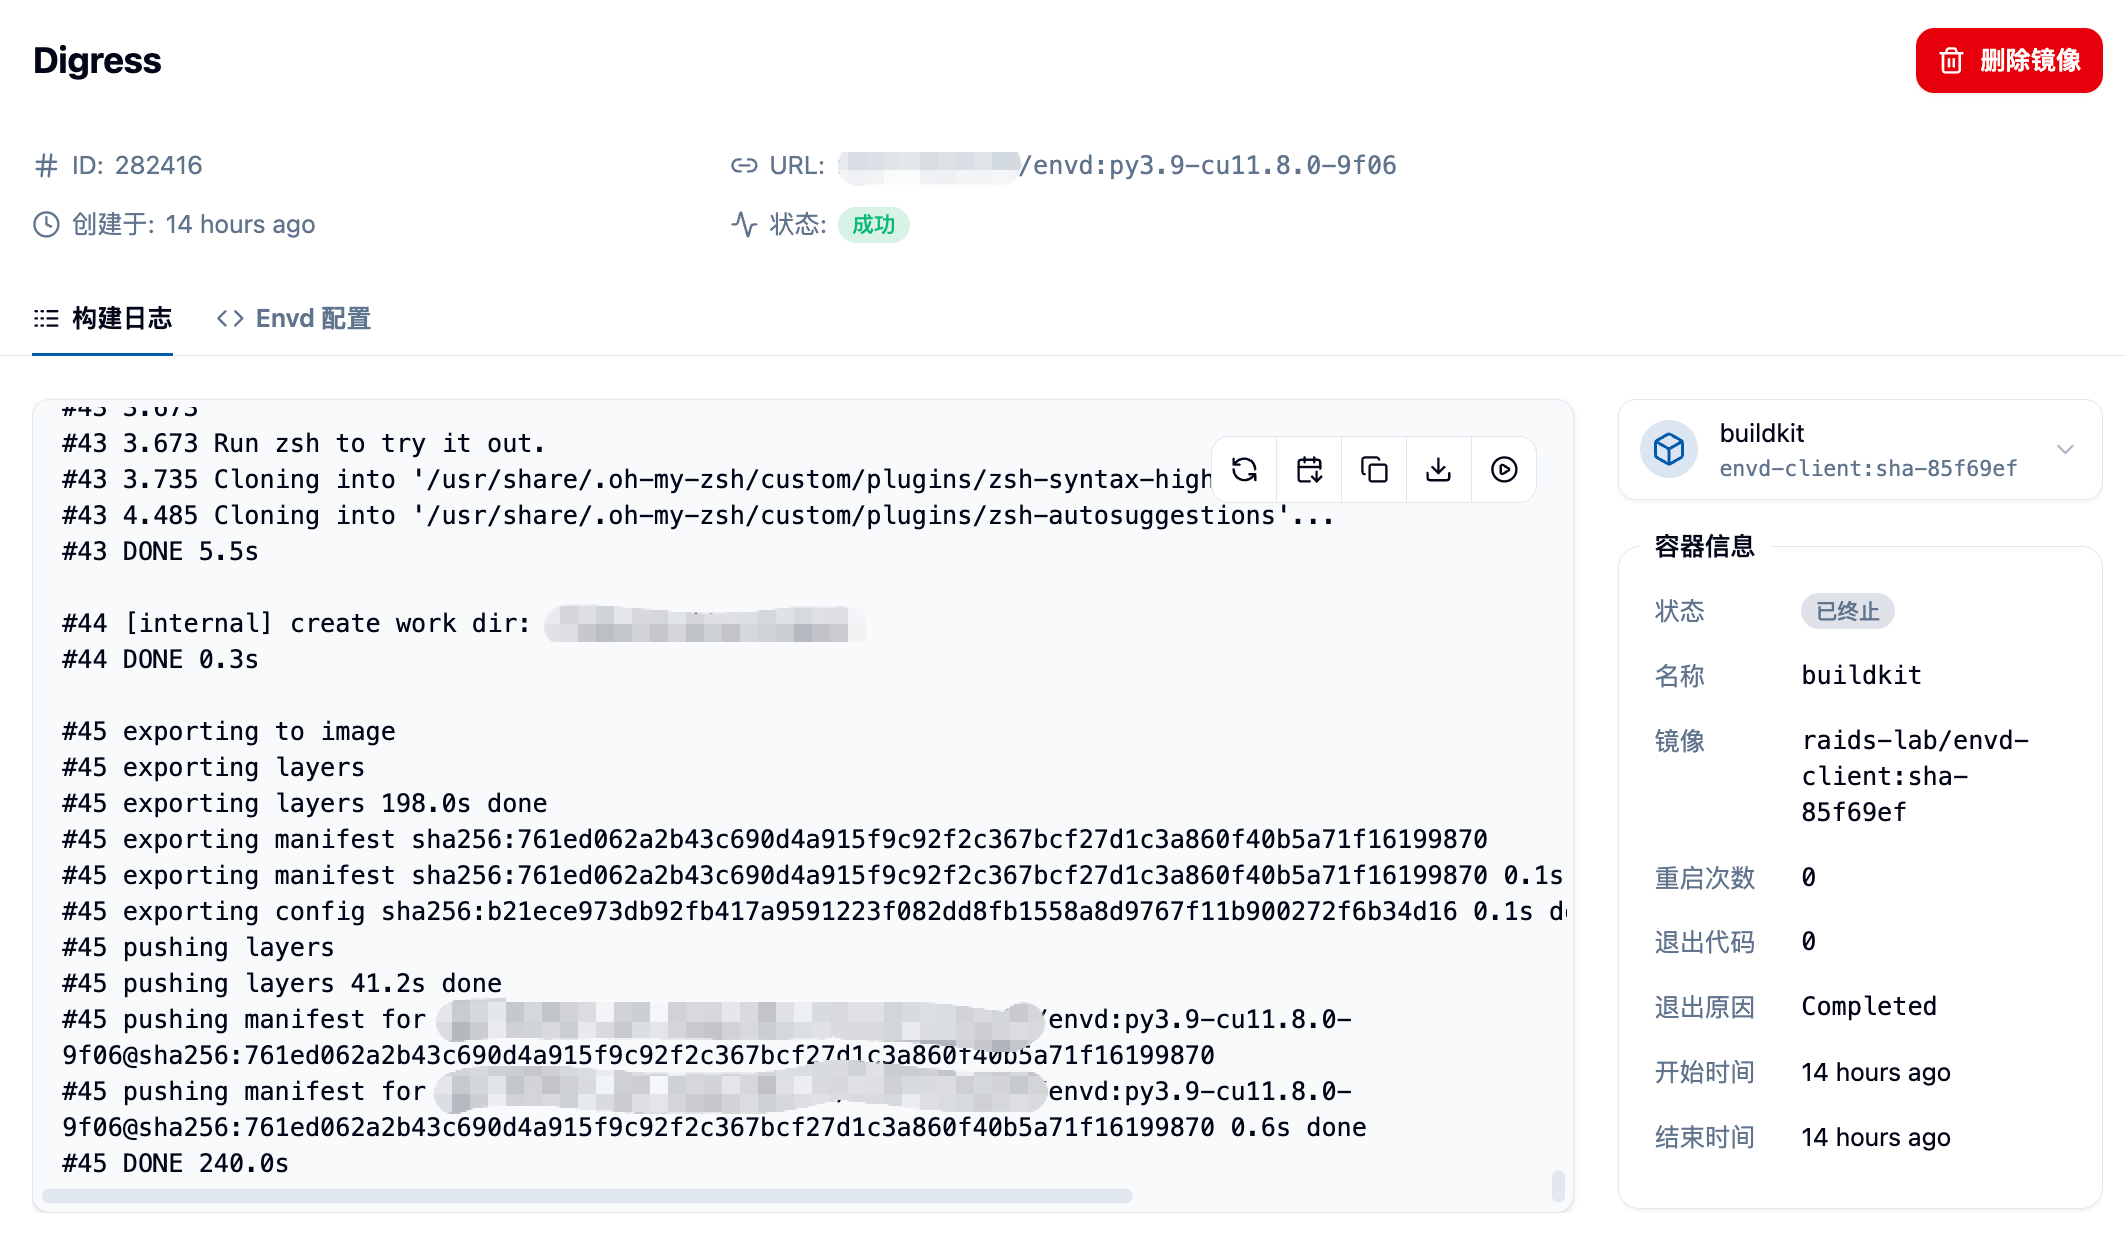 Digress
删除镜像
ID: 282416
URL: /envd:py3.9-cu11.8.0-9f06
创建于: 14 hours ago
状态: 成功
构建日志
Envd 配置
#43 3.673
#43 3.673 Run zsh to try it out.
#43 3.735 Cloning into '/usr/share/.oh-my-zsh/custom/plugins/zsh-syntax-high
#43 4.485 Cloning into '/usr/share/.oh-my-zsh/custom/plugins/zsh-autosuggestions'...
#43 DONE 5.5s
#44 [internal] create work dir:
#44 DONE 0.3s
#45 exporting to image
#45 exporting layers
#45 exporting layers 198.0s done
#45 exporting manifest sha256:761ed062a2b43c690d4a915f9c92f2c367bcf27d1c3a860f40b5a71f16199870
#45 exporting manifest sha256:761ed062a2b43c690d4a915f9c92f2c367bcf27d1c3a860f40b5a71f16199870 0.1s
#45 exporting config sha256:b21ece973db92fb417a9591223f082dd8fb1558a8d9767f11b900272f6b34d16 0.1s d
#45 pushing layers
#45 pushing layers 41.2s done
#45 pushing manifest for /envd:py3.9-cu11.8.0-
9f06@sha256:761ed062a2b43c690d4a915f9c92f2c367bcf27d1c3a860f40b5a71f16199870
#45 pushing manifest for envd:py3.9-cu11.8.0-
9f06@sha256:761ed062a2b43c690d4a915f9c92f2c367bcf27d1c3a860f40b5a71f16199870 0.6s done
#45 DONE 240.0s
buildkit
envd-client:sha-85f69ef
容器信息
状态 已终止
名称 buildkit
镜像 raids-lab/envd-
client:sha-
85f69ef
重启次数 0
退出代码 0
退出原因 Completed
开始时间 14 hours ago
结束时间 14 hours ago